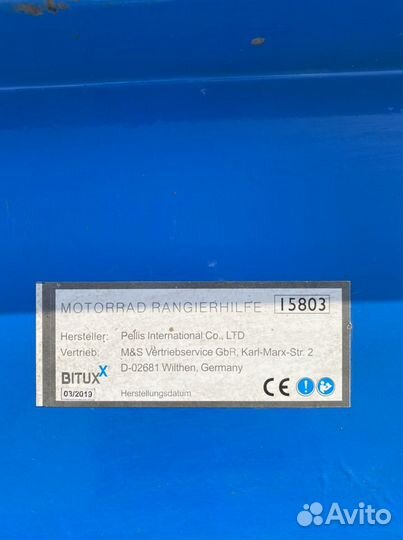 MOTORRAD RANGIERHILFE 15803
Hersteller: Pellis International Co., LTD
Vertrieb: M&S Vertriebservice GbR, Karl-Marx-Str. 2
D-02681 Wilthen, Germany
BITUXX
03/2019 Herstellungsdatum
CE
Avito